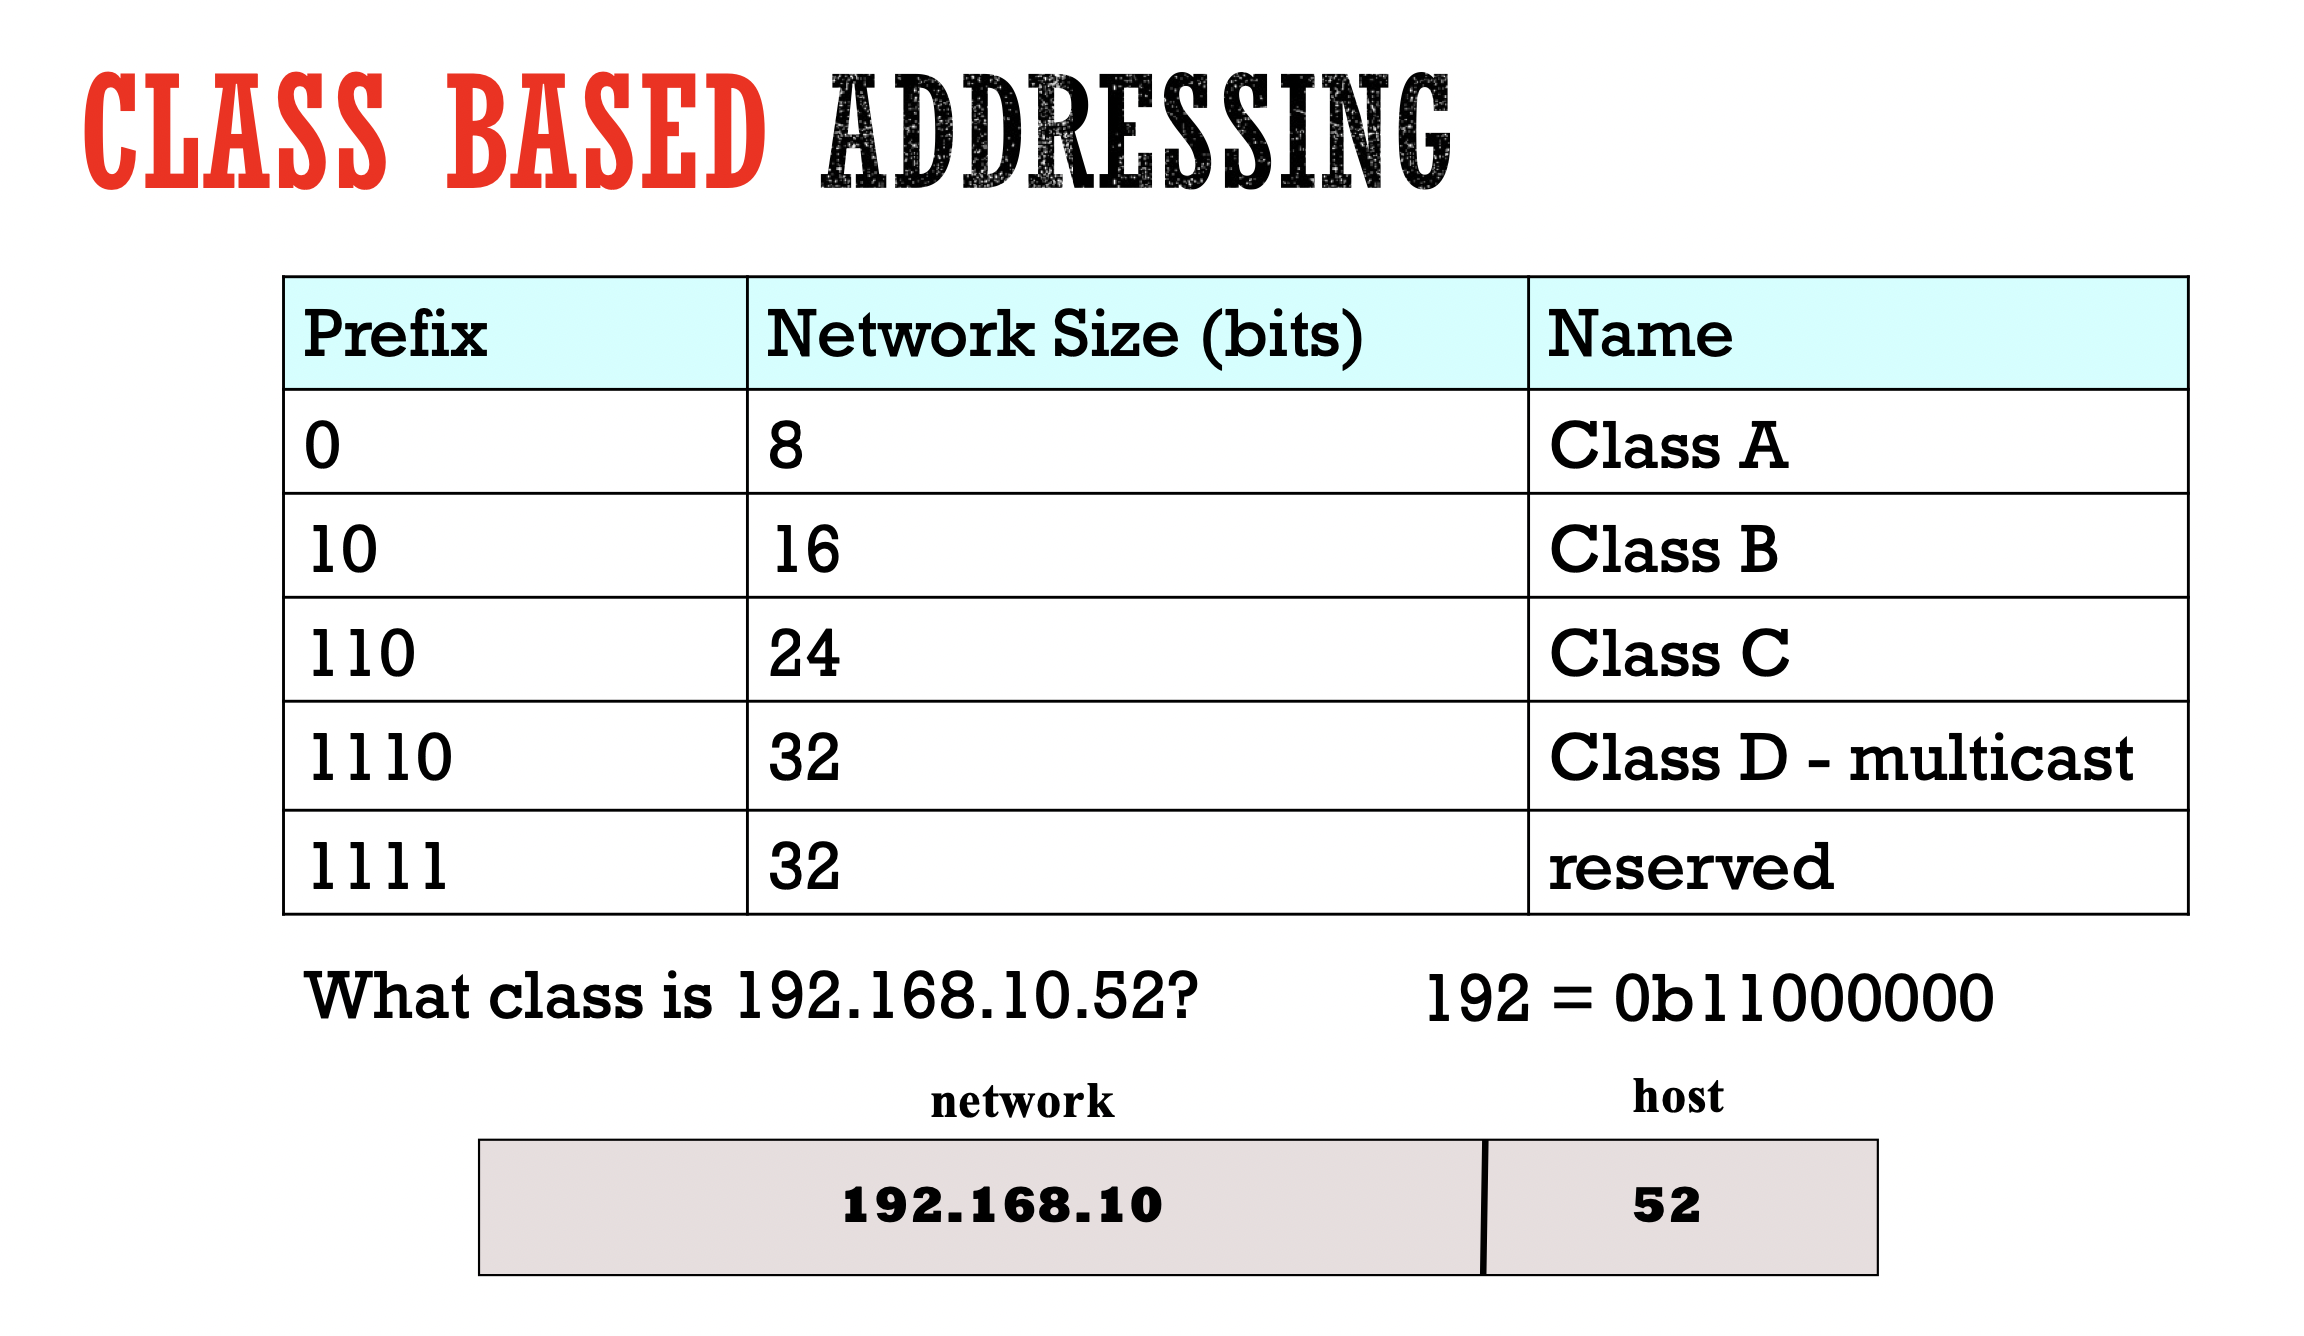 CLASS BASED ADDRESSING
Prefix Network Size (bits) Name
0 8 Class A
10 16 Class B
110 24 Class C
1110 32 Class D - multicast
1111 32 reserved
What class is 192.168.10.52? 192 = 0b11000000
network host
192.168.10 52